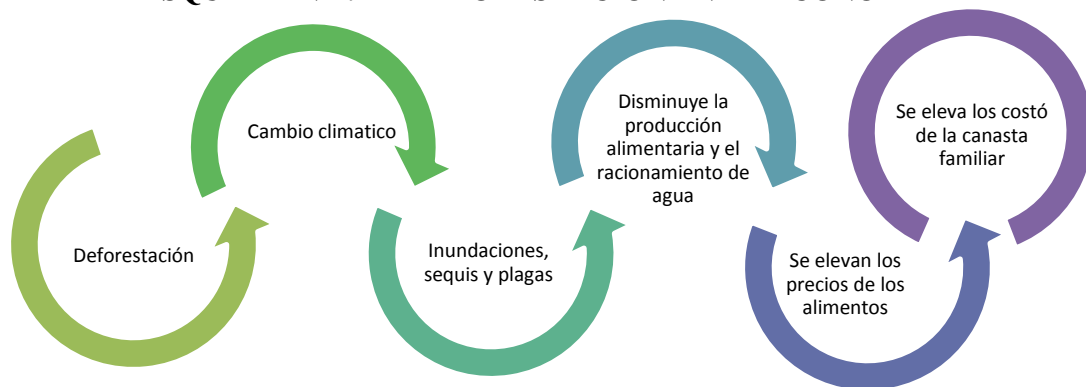 Deforestación
Cambio climatico
Inundaciones,
sequis y plagas
Disminuye la
producción
alimentaria y el
racionamiento de
agua
Se elevan los
precios de los
alimentos
Se eleva los costó
de la canasta
familiar